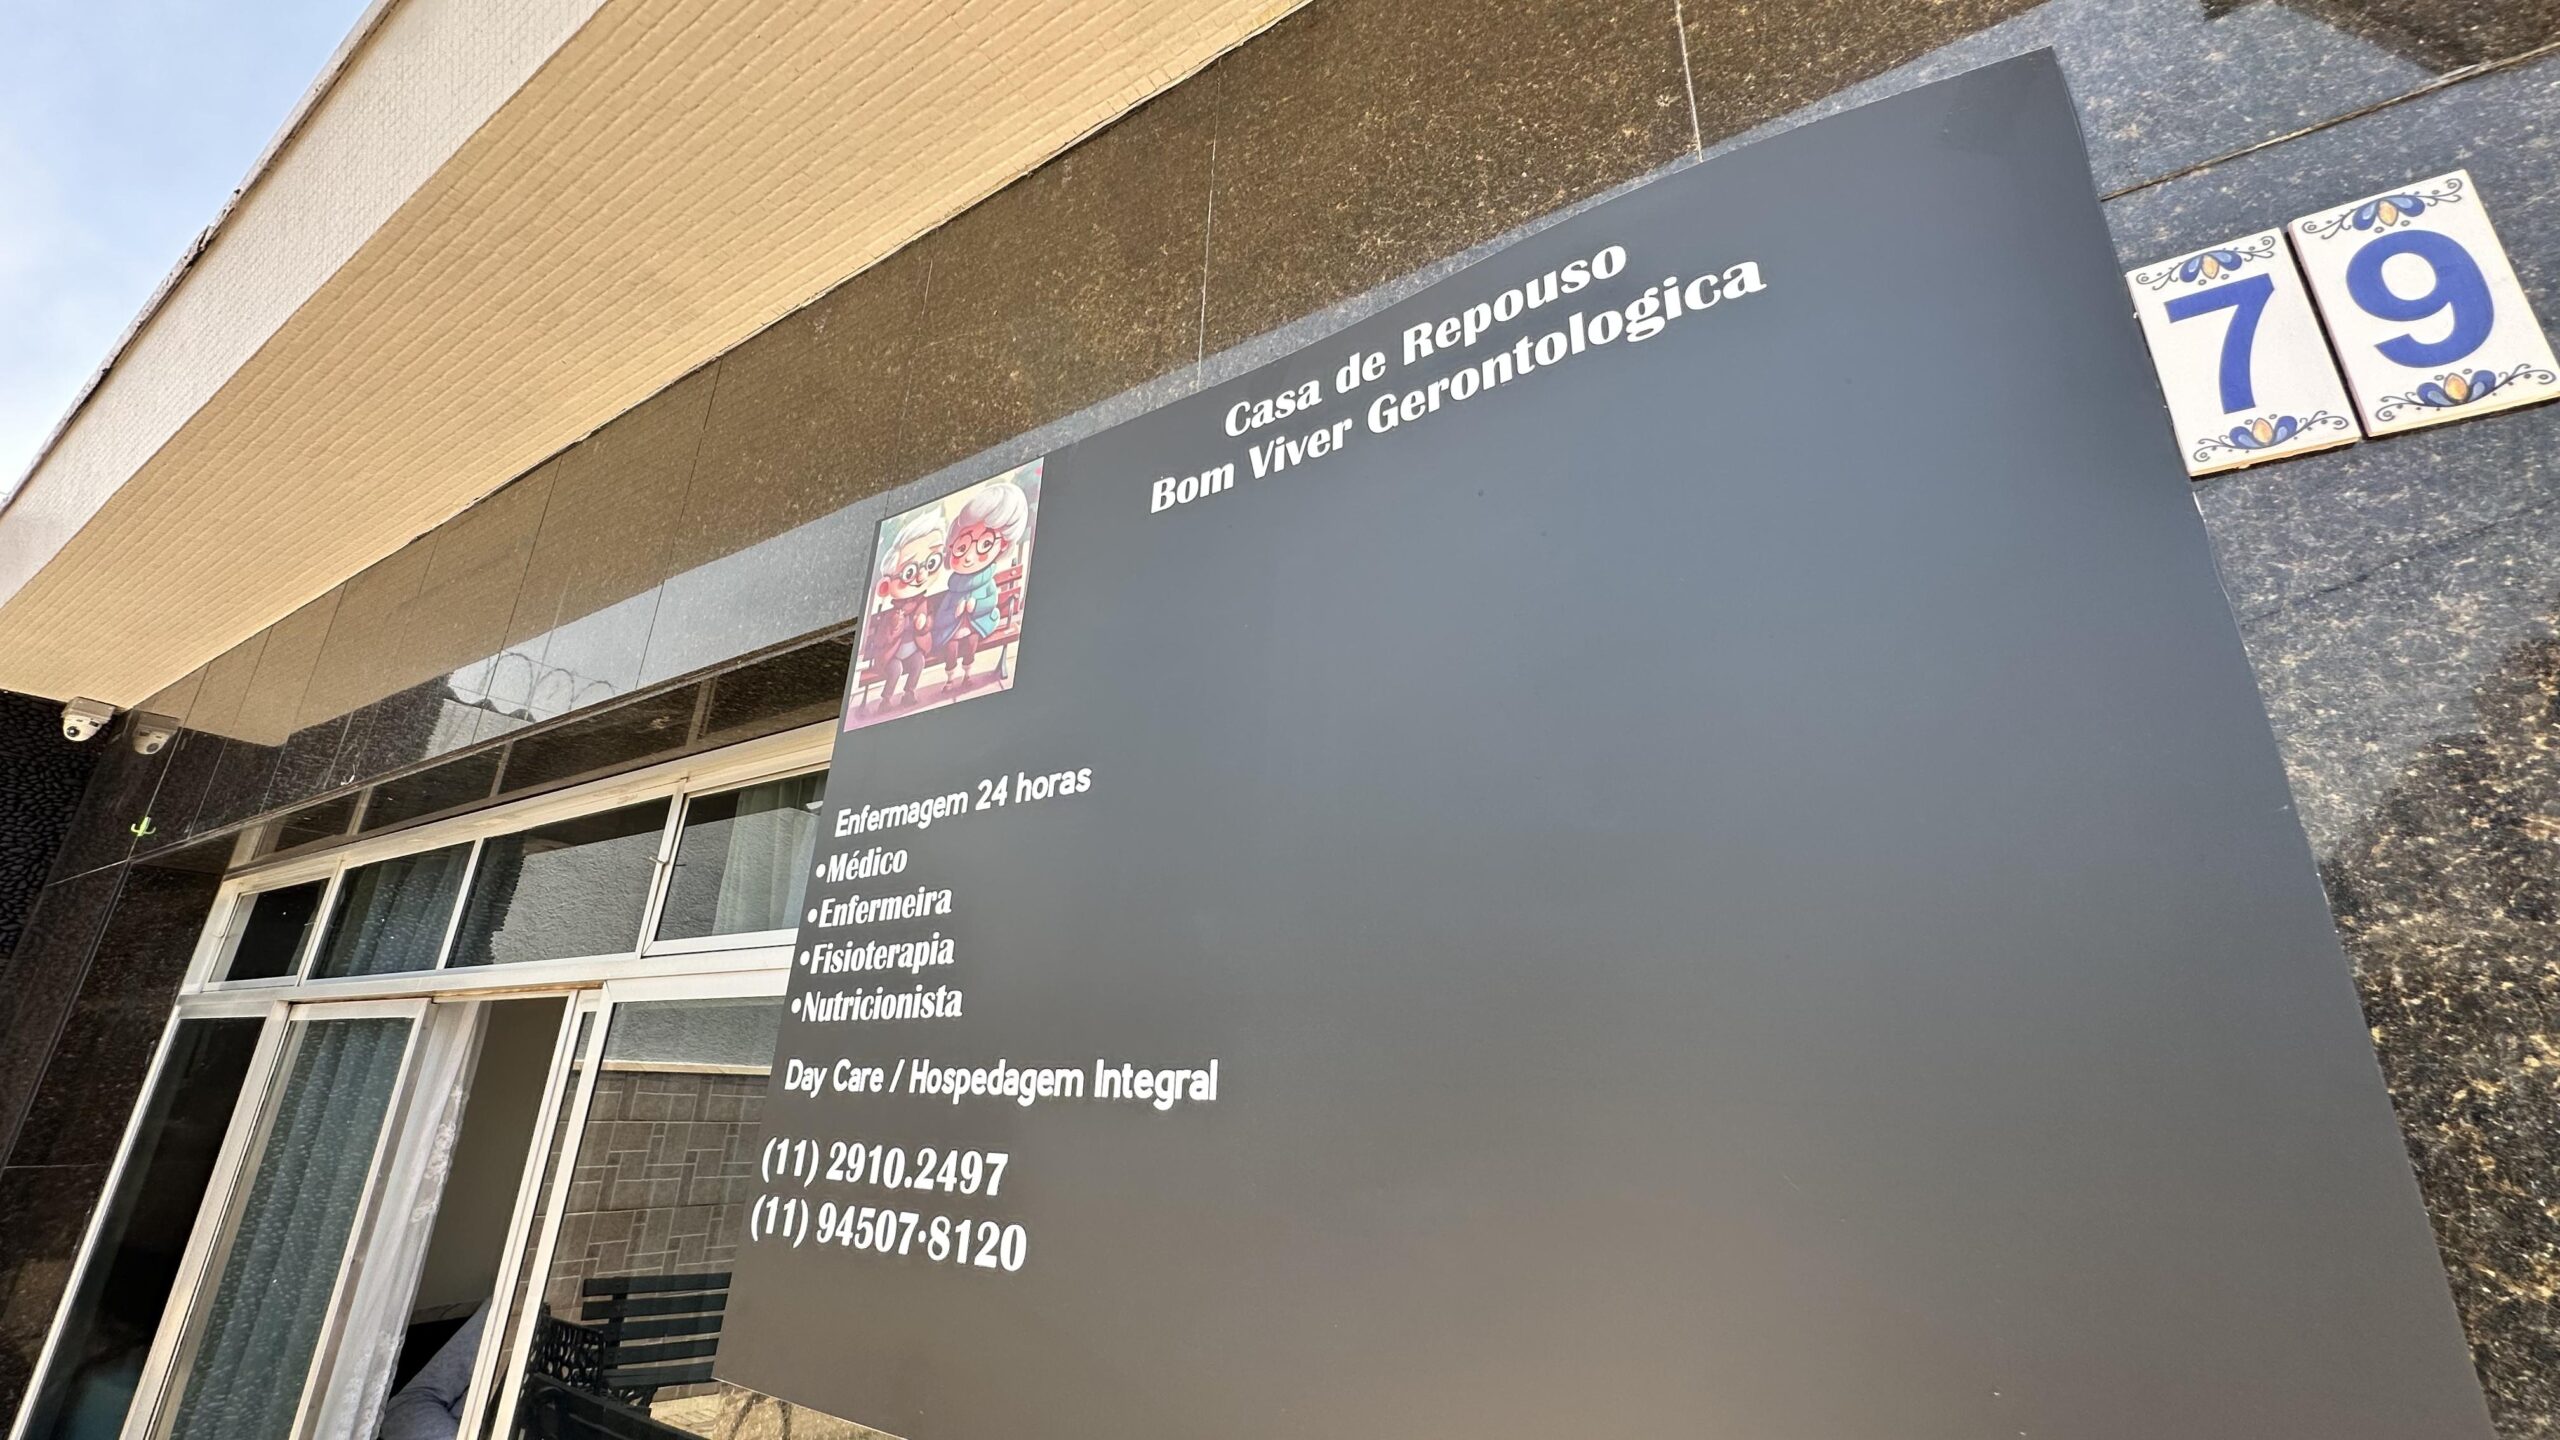 Casa de Repouso
Bom Viver Gerontologica
79
Enfermagem 24 horas
•Médico
•Enfermeira
•Fisioterapia
•Nutricionista
Day Care / Hospedagem Integral
(11) 2910.2497
(11) 94507·8120